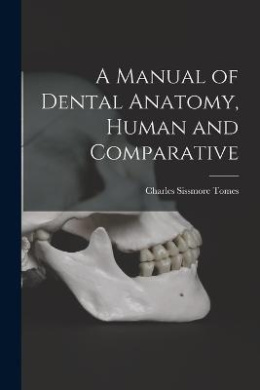 A Manual of
Dental Anatomy,
Human and
Comparative
Charles Sissmore Tomes